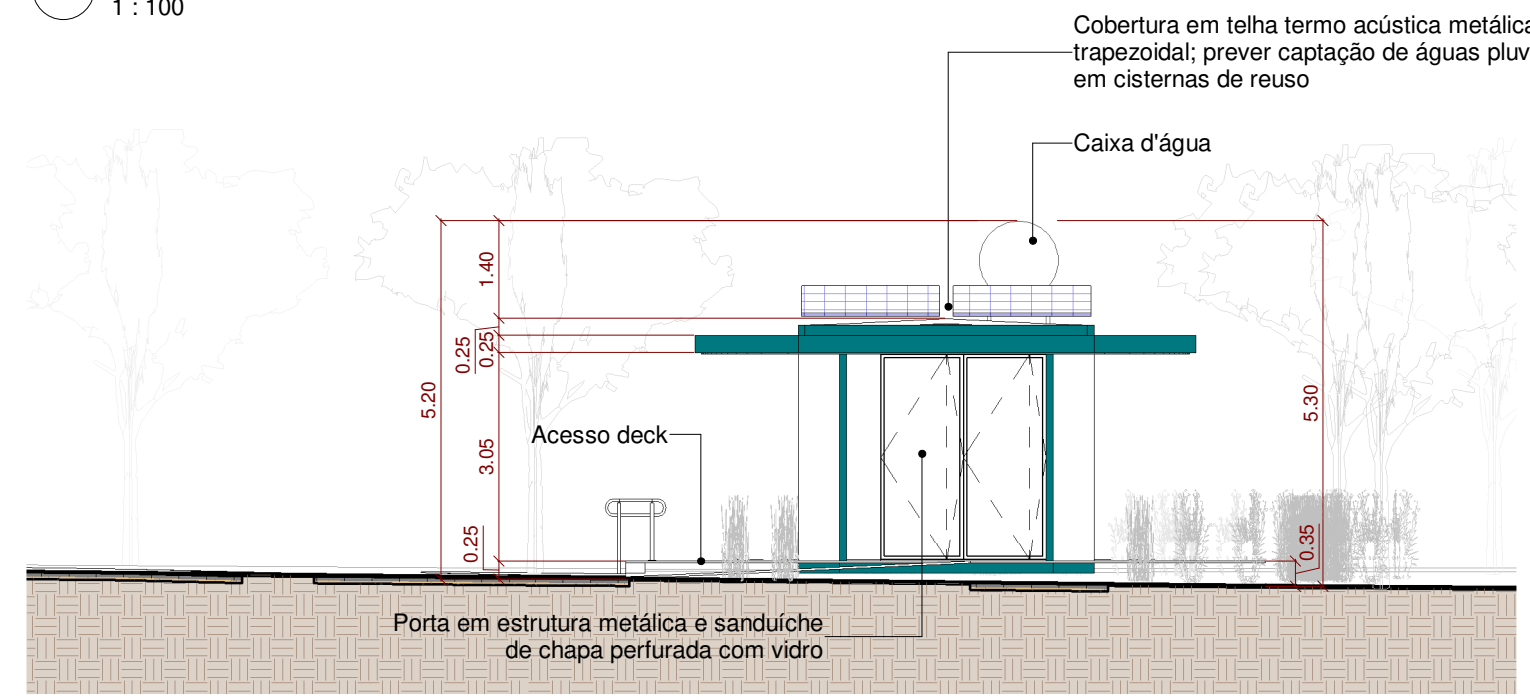 1 : 100
Cobertura em telha termo acústica metálica
trapezoidal; prever captação de águas
em cisternas de reuso
Caixa d'água
1.40
0.25
0.25
5.20
5.30
Acesso deck
3.05
0.25
0.35
Porta em estrutura metálica e sanduíche
de chapa perfurada com vidro